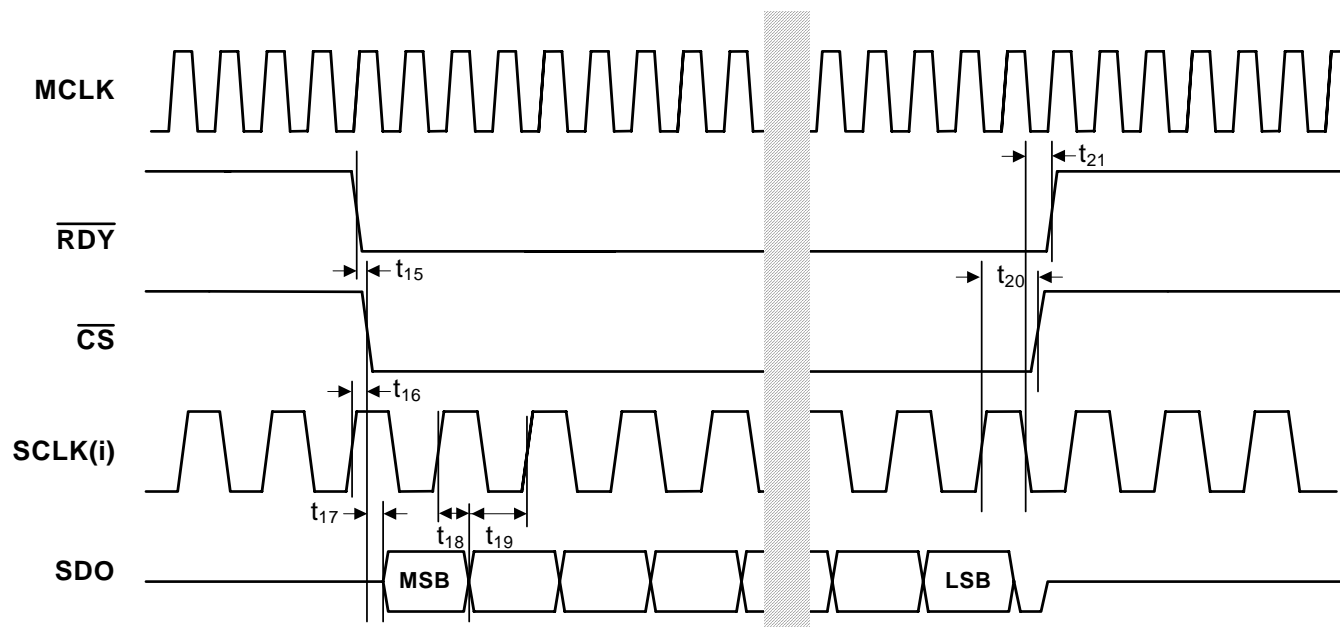 MCLK
t21
RDY
t15
t20
CS
t16
SCLK(i)
t17
t18
t19
SDO
MSB
LSB